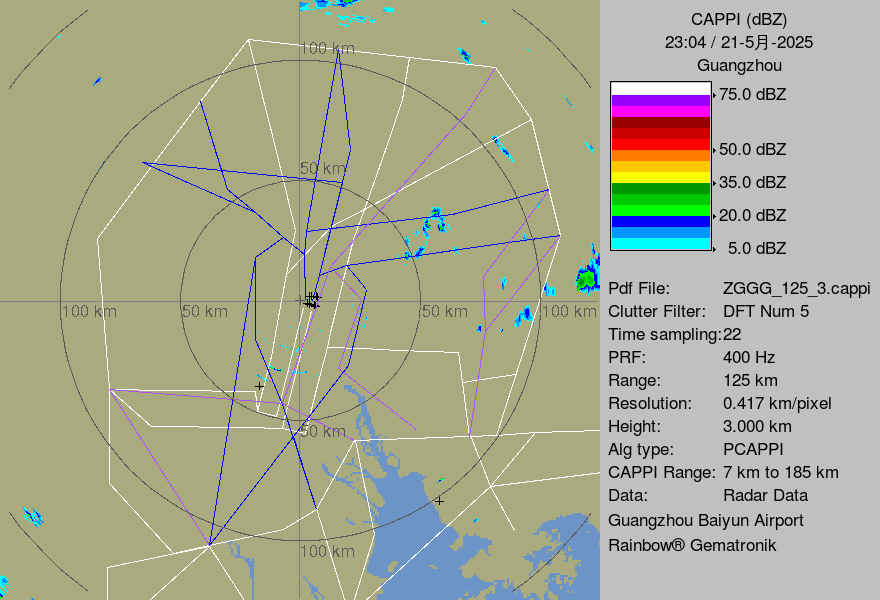 CAPPI (dBZ)
23:04 / 21-5月-2025
Guangzhou
75.0 dBZ
50.0 dBZ
35.0 dBZ
20.0 dBZ
5.0 dBZ
Pdf File: ZGGG_125_3.cappi
Clutter Filter: DFT Num 5
Time sampling:22
PRF: 400 Hz
Range: 125 km
Resolution: 0.417 km/pixel
Height: 3.000 km
Alg type: PCAPPI
CAPPI Range: 7 km to 185 km
Data: Radar Data
Guangzhou Baiyun Airport
Rainbow® Gematronik
100 km
50 km
100 km
50 km
50 km
100 km
50 km
100 km